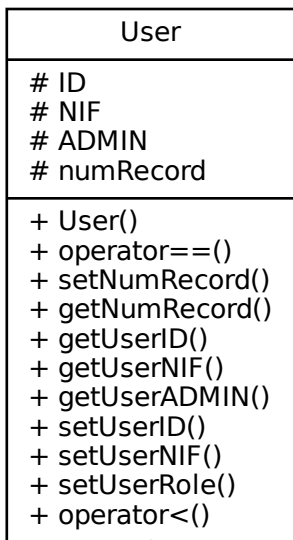 User
# ID
# NIF
# ADMIN
# numRecord
+ User()
+ operator==()
+ setNumRecord()
+ getNumRecord()
+ getUserID()
+ getUserNIF()
+ getUserADMIN()
+ setUserID()
+ setUserNIF()
+ setUserRole()
+ operator<()